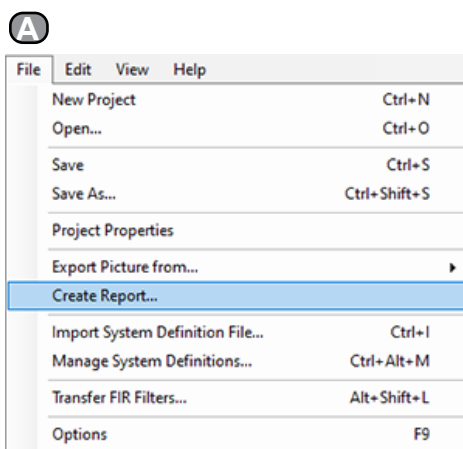 A
File Edit View Help
New Project Ctrl+N
Open... Ctrl+O
Save Ctrl+S
Save As... Ctrl+Shift+S
Project Properties
Export Picture from...
Create Report...
Import System Definition File... Ctrl+I
Manage System Definitions... Ctrl+Alt+M
Transfer FIR Filters... Alt+Shift+L
Options F9